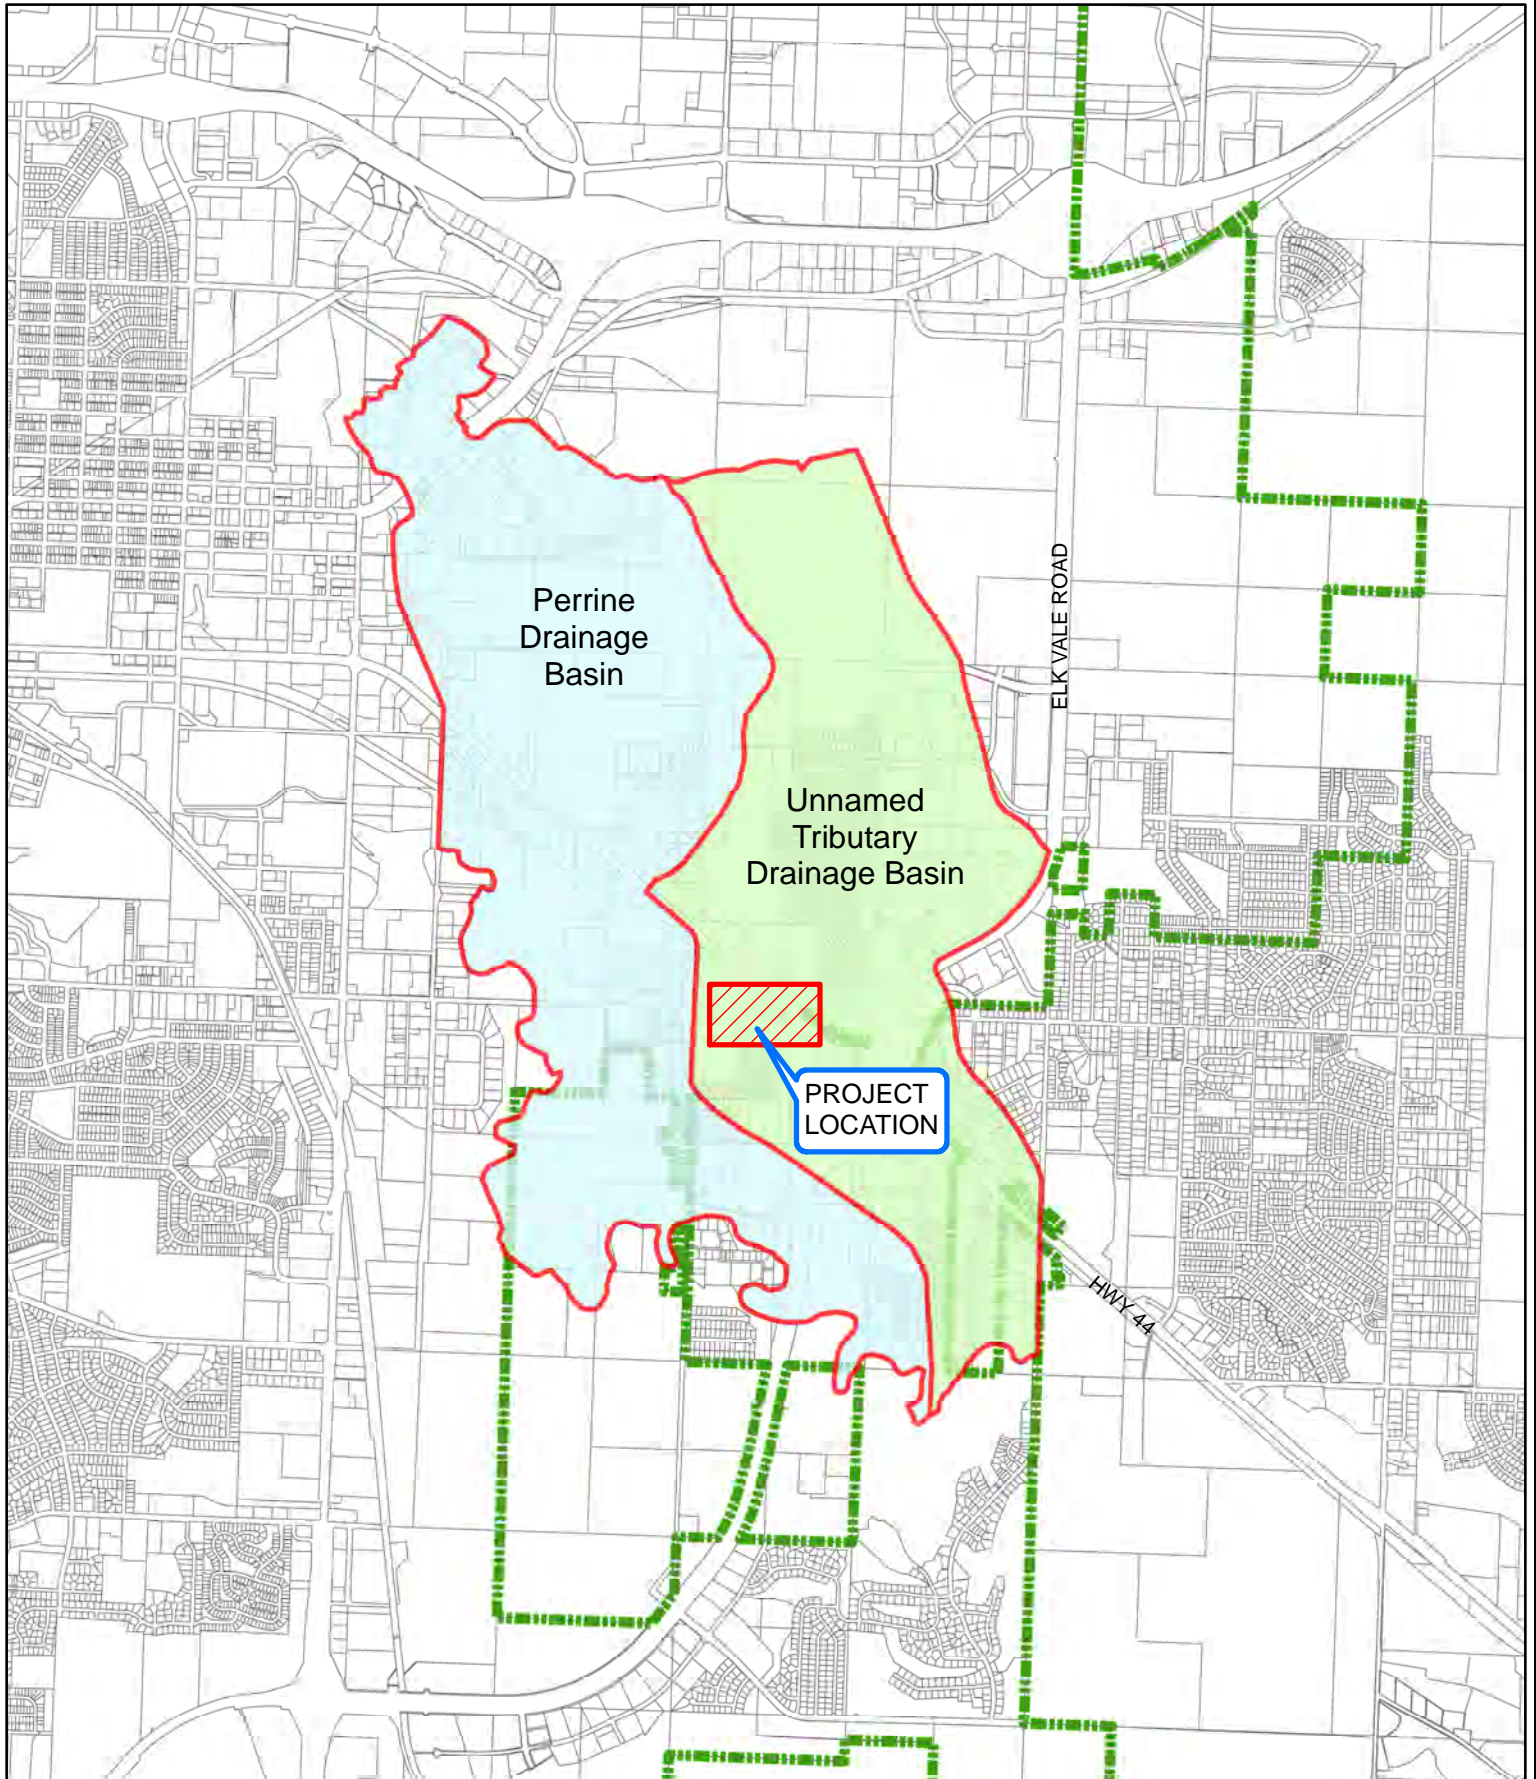 Perrine
Drainage
Basin
ELK VALE ROAD
Unnamed
Tributary
Drainage Basin
PROJECT
LOCATION
HWY 44